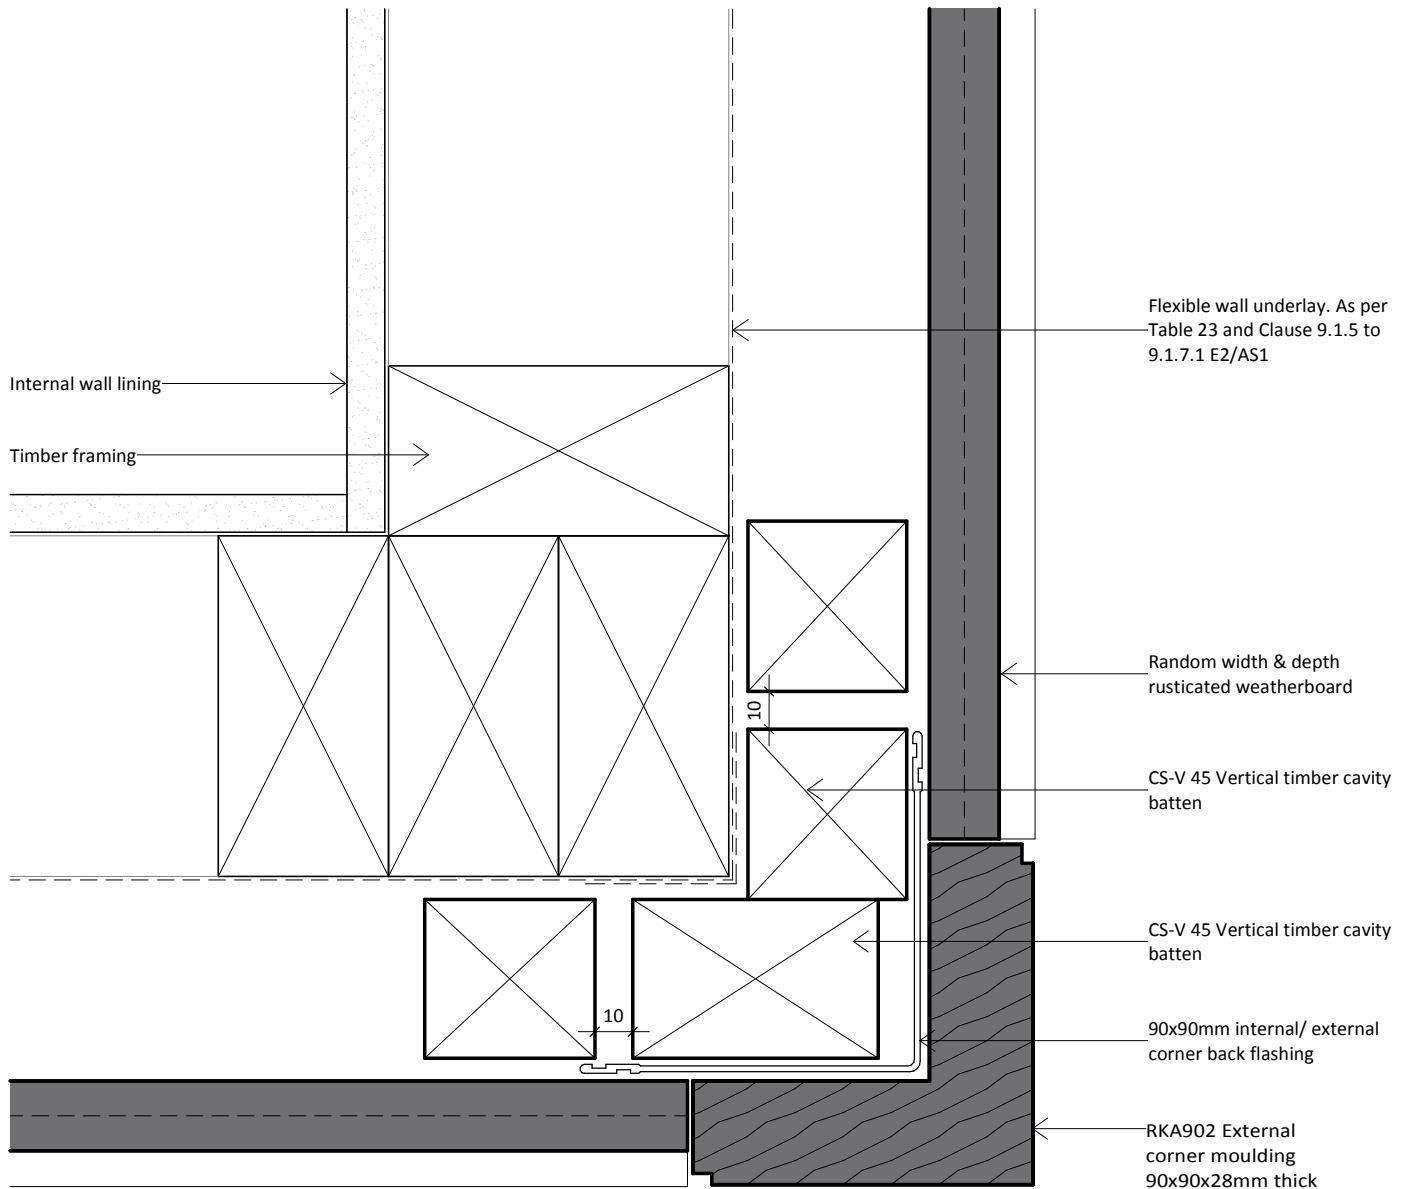 Flexible wall underlay. As per
Table 23 and Clause 9.1.5 to
9.1.7.1 E2/AS1
Internal wall lining
Timber framing
Random width & depth
rusticated weatherboard
10
CS-V 45 Vertical timber cavity
batten
CS-V 45 Vertical timber cavity
batten
10
90x90mm internal/ external
corner back flashing
RKA902 External
corner moulding
90x90x28mm thick